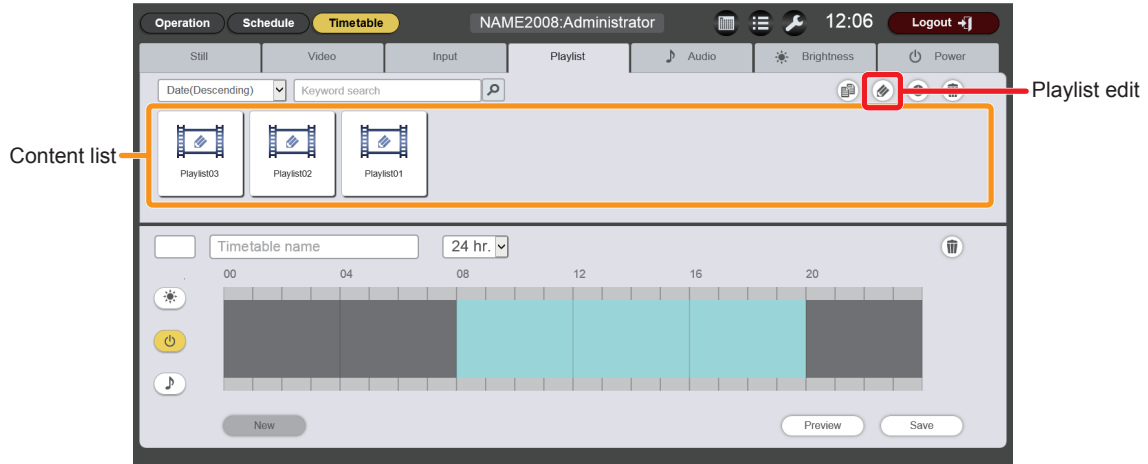 Operation Schedule Timetable NAME2008:Administrator 12:06 Logout
Still Video Input Playlist Audio Brightness Power
Date(Descending) Keyword search
Playlist edit
Content list
Playlist03 Playlist02 Playlist01
Timetable name 24 hr.
00 04 08 12 16 20
New Preview Save